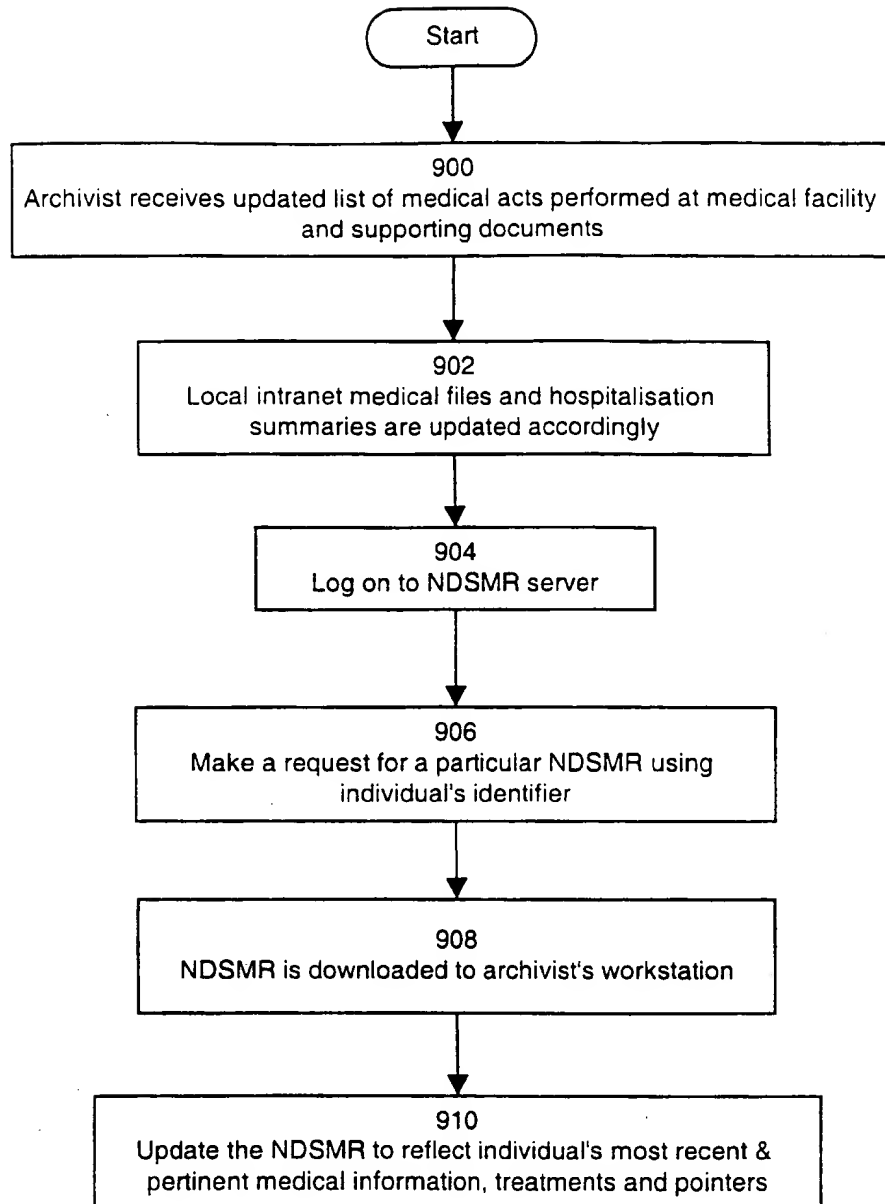 Start
900
Archivist receives updated list of medical acts performed at medical facility
and supporting documents
902
Local intranet medical files and hospitalisation
summaries are updated accordingly
904
Log on to NDSMR server
906
Make a request for a particular NDSMR using
individual's identifier
908
NDSMR is downloaded to archivist's workstation
910
Update the NDSMR to reflect individual's most recent &
pertinent medical information, treatments and pointers